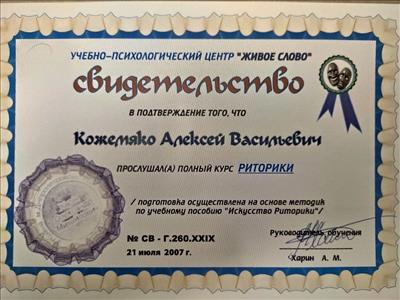 УЧЕБНО-ПСИХОЛОГИЧЕСКИЙ ЦЕНТР "ЖИВОЕ СЛОВО"
свидетельство
В ПОДТВЕРЖДЕНИЕ ТОГО, ЧТО
Кожемяко Алексей Васильевич
ПРОСЛУШАЛ(А) ПОЛНЫЙ КУРС РИТОРИКИ
/ подготовка осуществлена на основе методик
по учебному пособию "Искусство Риторики"/
№ СВ - Г.260.XXIX
21 июля 2007 г.
Руководитель обучения
Харин А. М.